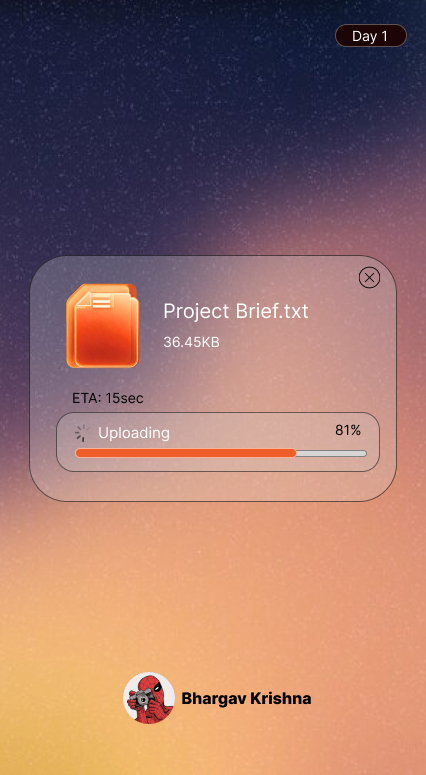 Day 1
Project Brief.txt
36.45KB
ETA: 15sec
Uploading
81%
Bhargav Krishna